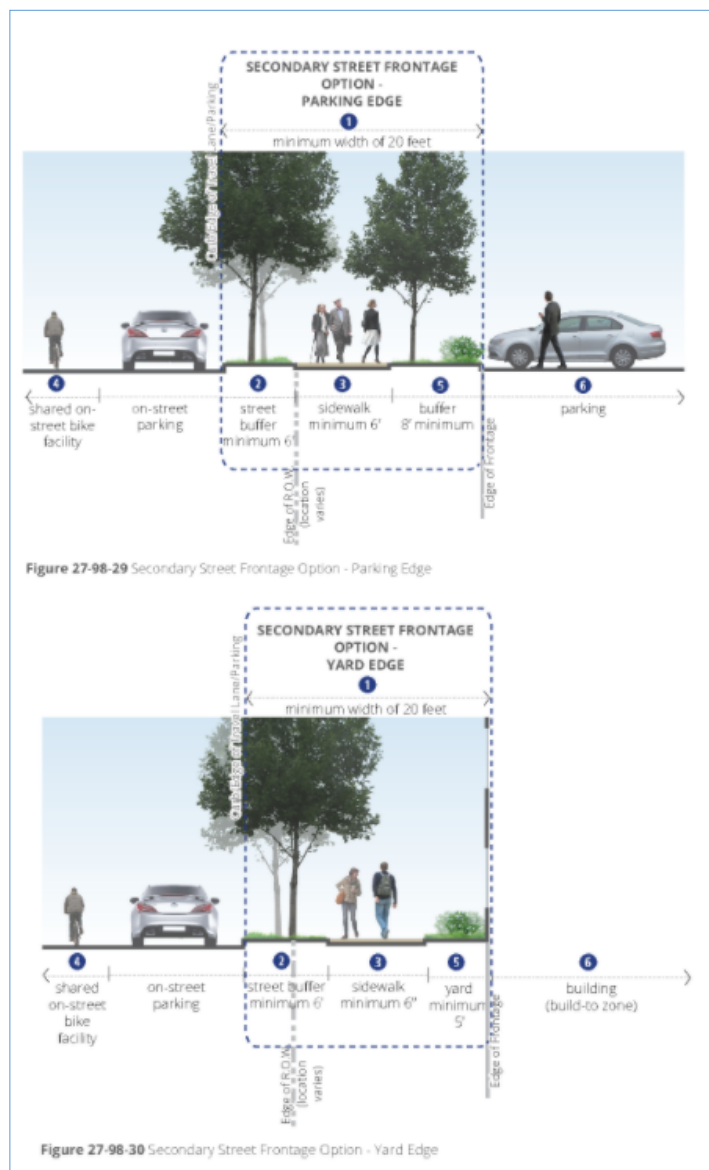 SECONDARY STREET FRONTAGE
OPTION -
PARKING EDGE
1
minimum width of 20 feet
Curb/Edge of Travel Lane/Parking
4
shared on-
street bike
facility
on-street
parking
2
street
buffer
minimum 6'
3
sidewalk
minimum 6'
5
buffer
8' minimum
6
parking
Edge of R.O.W.
(location
varies)
Edge of Frontage
Figure 27-98-29 Secondary Street Frontage Option - Parking Edge
SECONDARY STREET FRONTAGE
OPTION -
YARD EDGE
1
minimum width of 20 feet
Curb/Edge of Travel Lane/Parking
4
shared
on-street
bike
facility
on-street
parking
2
street buffer
minimum 6'
3
sidewalk
minimum 6"
5
yard
minimum
5'
6
building
(build-to zone)
Edge of R.O.W.
(location
varies)
Edge of Frontage
Figure 27-98-30 Secondary Street Frontage Option - Yard Edge